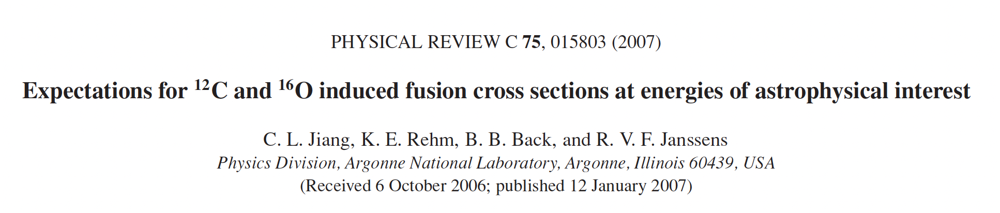 PHYSICAL REVIEW C 75, 015803 (2007)
Expectations for ¹²C and ¹⁶O induced fusion cross sections at energies of astrophysical interest
C. L. Jiang, K. E. Rehm, B. B. Back, and R. V. F. Janssens
Physics Division, Argonne National Laboratory, Argonne, Illinois 60439, USA
(Received 6 October 2006; published 12 January 2007)